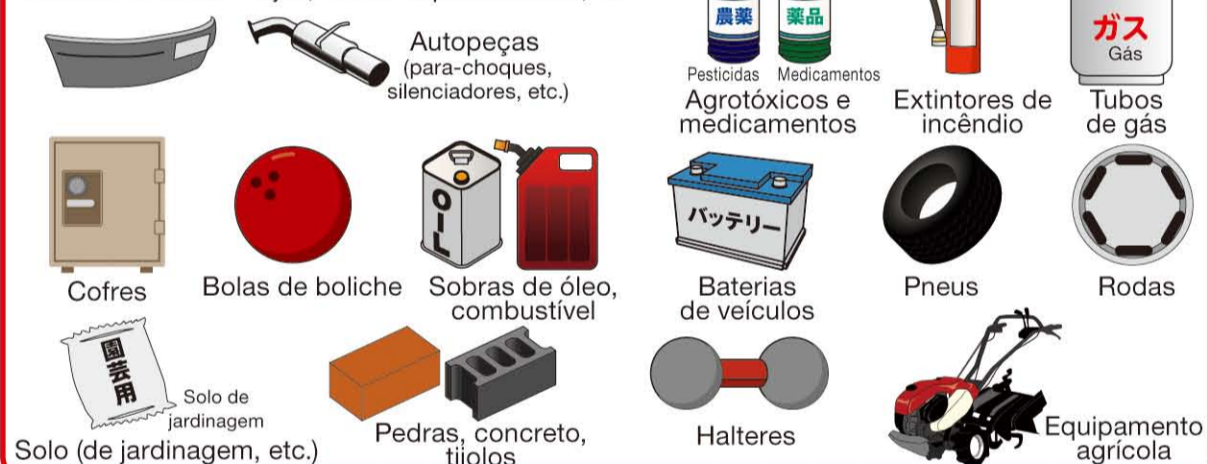 農薬
薬品
ガス
Gás
Autopeças
(para-choques,
silenciadores, etc.)
Pesticidas
Medicamentos
Agrotóxicos e
medicamentos
Extintores de
incêndio
Tubos
de gás
OIL
バッテリー
Cofres
Bolas de boliche
Sobras de óleo,
combustível
Baterias
de veículos
Pneus
Rodas
園芸用
Solo de
jardinagem
Solo (de jardinagem, etc.)
Pedras, concreto,
tijolos
Halteres
Equipamento
agrícola